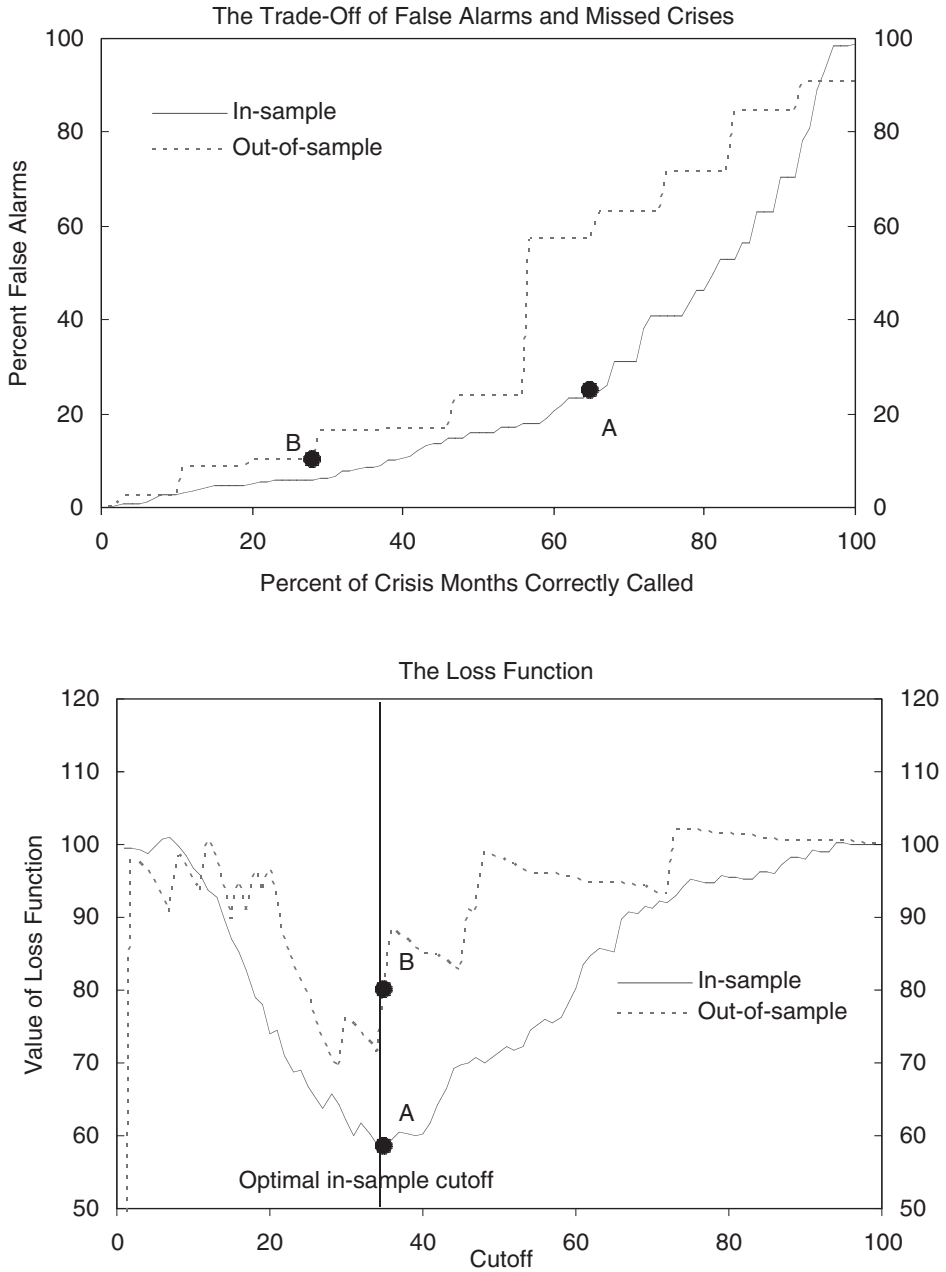 The Trade-Off of False Alarms and Missed Crises
100 100
In-sample
80 80
Out-of-sample
60 60
Percent False Alarms
40 40
20 20
B
A
0 0
0 20 40 60 80 100
Percent of Crisis Months Correctly Called
The Loss Function
120 120
110 110
100 100
90 90
Value of Loss Function
B
80 80
In-sample
Out-of-sample
70 70
A
60 60
Optimal in-sample cutoff
50 50
0 20 40 60 80 100
Cutoff